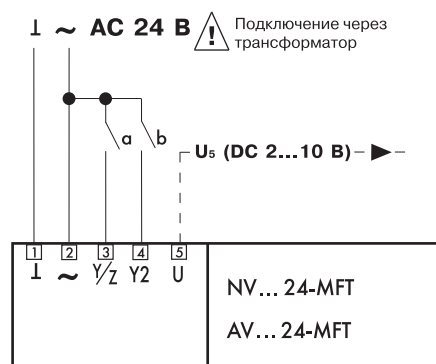 ⊥ ~ AC 24 В
! Подключение через
трансформатор
a b
U₅ (DC 2...10 В)
1 2 3 4 5
⊥ ~ Y/Z Y2 U
NV... 24-MFT
AV... 24-MFT